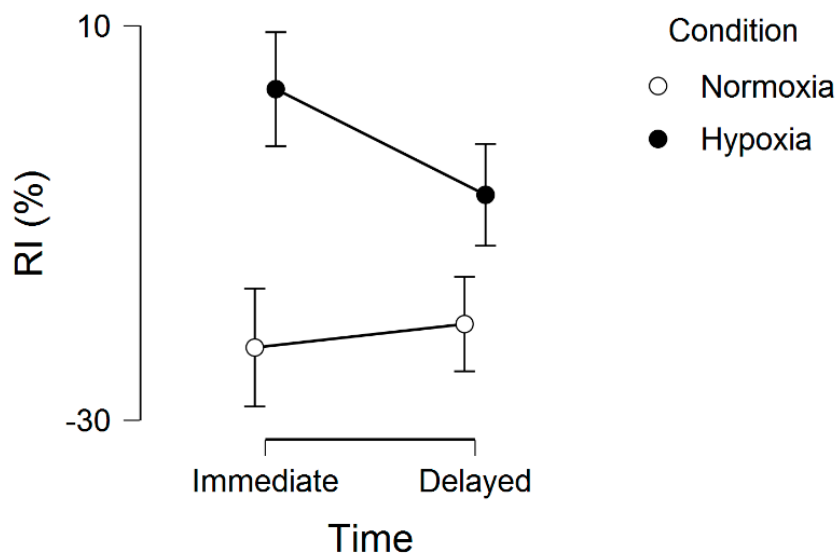 10
Condition
Normoxia
Hypoxia
RI (%)
-30
Immediate Delayed
Time